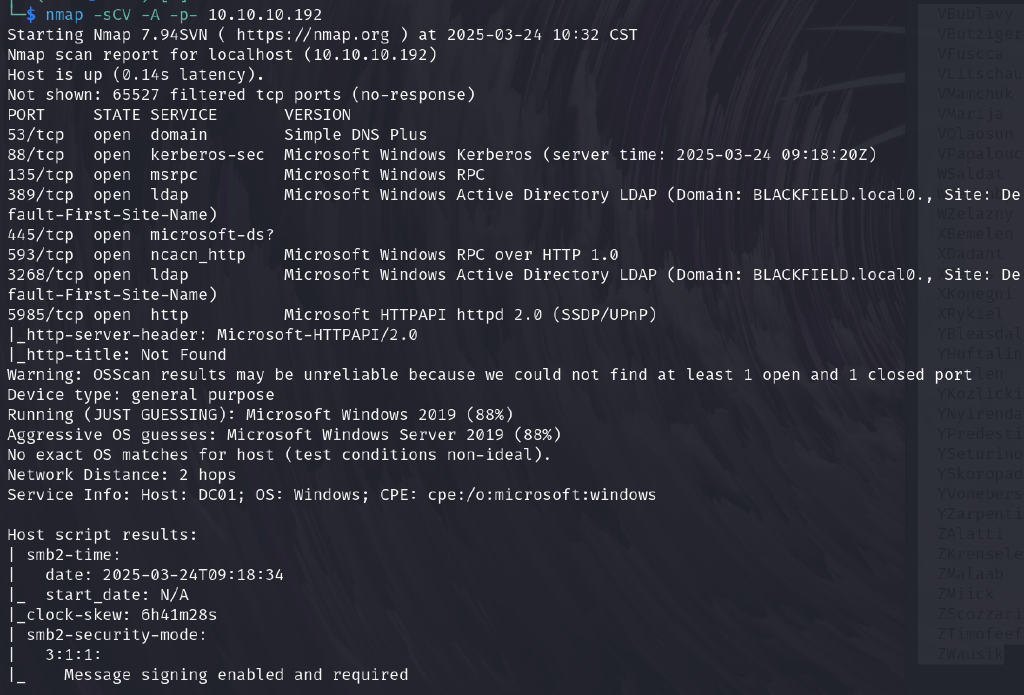 └─$ nmap -sCV -A -p- 10.10.10.192
Starting Nmap 7.94SVN ( https://nmap.org ) at 2025-03-24 10:32 CST
Nmap scan report for localhost (10.10.10.192)
Host is up (0.14s latency).
Not shown: 65527 filtered tcp ports (no-response)
PORT     STATE SERVICE       VERSION
53/tcp   open  domain        Simple DNS Plus
88/tcp   open  kerberos-sec  Microsoft Windows Kerberos (server time: 2025-03-24 09:18:20Z)
135/tcp  open  msrpc         Microsoft Windows RPC
389/tcp  open  ldap          Microsoft Windows Active Directory LDAP (Domain: BLACKFIELD.local0., Site: De
fault-First-Site-Name)
445/tcp  open  microsoft-ds?
593/tcp  open  ncacn_http    Microsoft Windows RPC over HTTP 1.0
3268/tcp open  ldap          Microsoft Windows Active Directory LDAP (Domain: BLACKFIELD.local0., Site: De
fault-First-Site-Name)
5985/tcp open  http          Microsoft HTTPAPI httpd 2.0 (SSDP/UPnP)
|_http-server-header: Microsoft-HTTPAPI/2.0
|_http-title: Not Found
Warning: OSScan results may be unreliable because we could not find at least 1 open and 1 closed port
Device type: general purpose
Running (JUST GUESSING): Microsoft Windows 2019 (88%)
Aggressive OS guesses: Microsoft Windows Server 2019 (88%)
No exact OS matches for host (test conditions non-ideal).
Network Distance: 2 hops
Service Info: Host: DC01; OS: Windows; CPE: cpe:/o:microsoft:windows
Host script results:
| smb2-time:
|   date: 2025-03-24T09:18:34
|_  start_date: N/A
|_clock-skew: 6h41m28s
| smb2-security-mode:
|   3:1:1:
|_    Message signing enabled and required
VBublavy
VButziger
VFuscca
VLitschau
VMamchuk
VMarija
VOlaosun
VPapalouc
WSaldat
WZelazny
XBemelen
XDadant
XKonegni
XRykiel
YBleasdal
YHuftalin
YKozlicki
YNyirenda
YPredesti
YSeturino
YSkoropad
YVonebers
YZarpenti
ZAlatti
ZKrensele
ZMalaab
ZMiick
ZScozzari
ZTimofeef
ZWausik